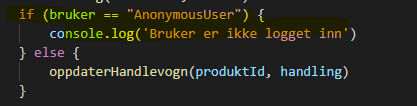 if (bruker == "AnonymousUser") {
    console.log('Bruker er ikke logget inn')
} else {
    oppdaterHandlevogn(produktId, handling)
}